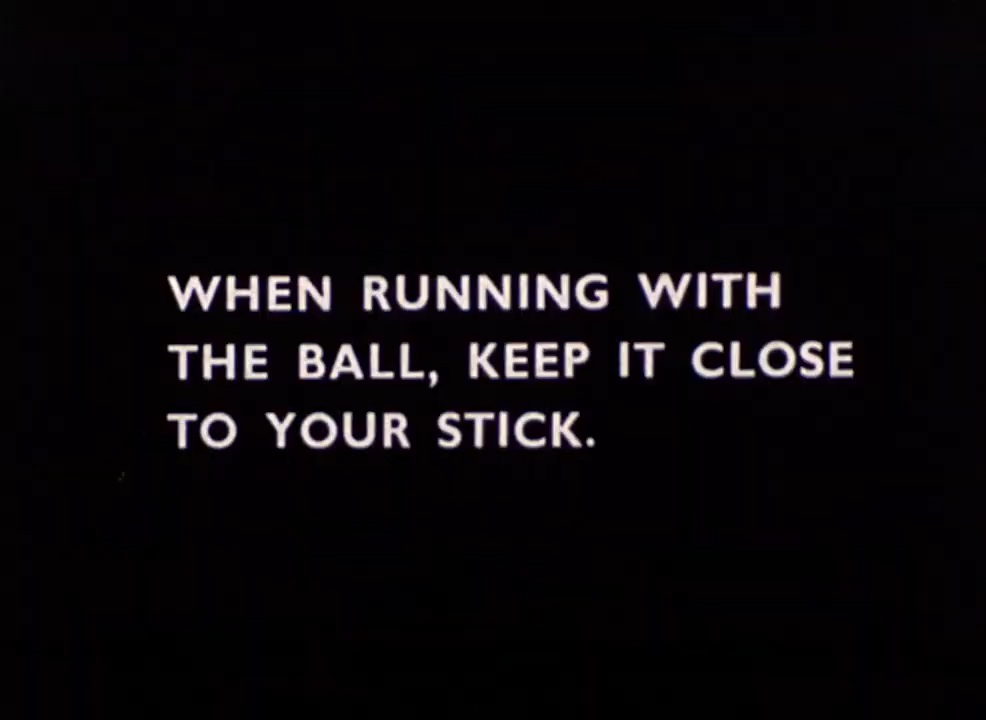 WHEN RUNNING WITH
THE BALL, KEEP IT CLOSE
TO YOUR STICK.